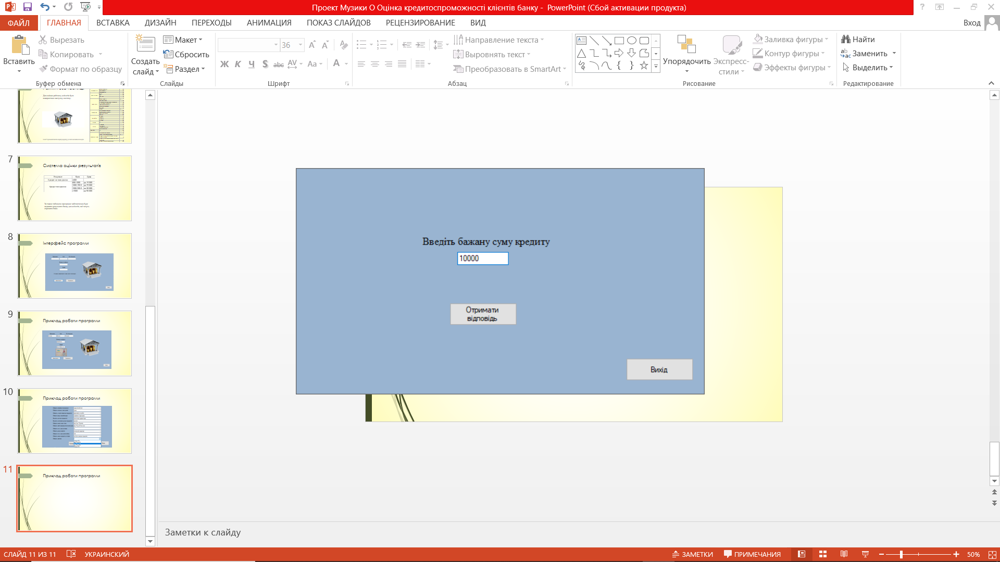 Проект Музики О Оцінка кредитоспроможності клієнтів банку - PowerPoint (Сбой активации продукта)
ФАЙЛ ГЛАВНАЯ ВСТАВКА ДИЗАЙН ПЕРЕХОДЫ АНИМАЦИЯ ПОКАЗ СЛАЙДОВ РЕЦЕНЗИРОВАНИЕ ВИД Вход
Вставить
Вырезать
Копировать
Формат по образцу
Буфер обмена
Создать слайд
Макет
Сбросить
Раздел
Слайды
36
Ж К Ч S abc AV Aa А
Шрифт
Направление текста
Выровнять текст
Преобразовать в SmartArt
Абзац
Упорядочить
Экспресс-стили
Заливка фигуры
Контур фигуры
Эффекты фигуры
Рисование
Найти
Заменить
Выделить
Редактирование
7
Система оцінки результатів
8
Інтерфейс програми
9
Приклад роботи програми
10
Приклад роботи програми
11
Приклад роботи програми
Введіть бажану суму кредиту
10000
Отримати
відповідь
Вихід
Заметки к слайду
СЛАЙД 11 ИЗ 11 УКРАИНСКИЙ ЗАМЕТКИ ПРИМЕЧАНИЯ 50%